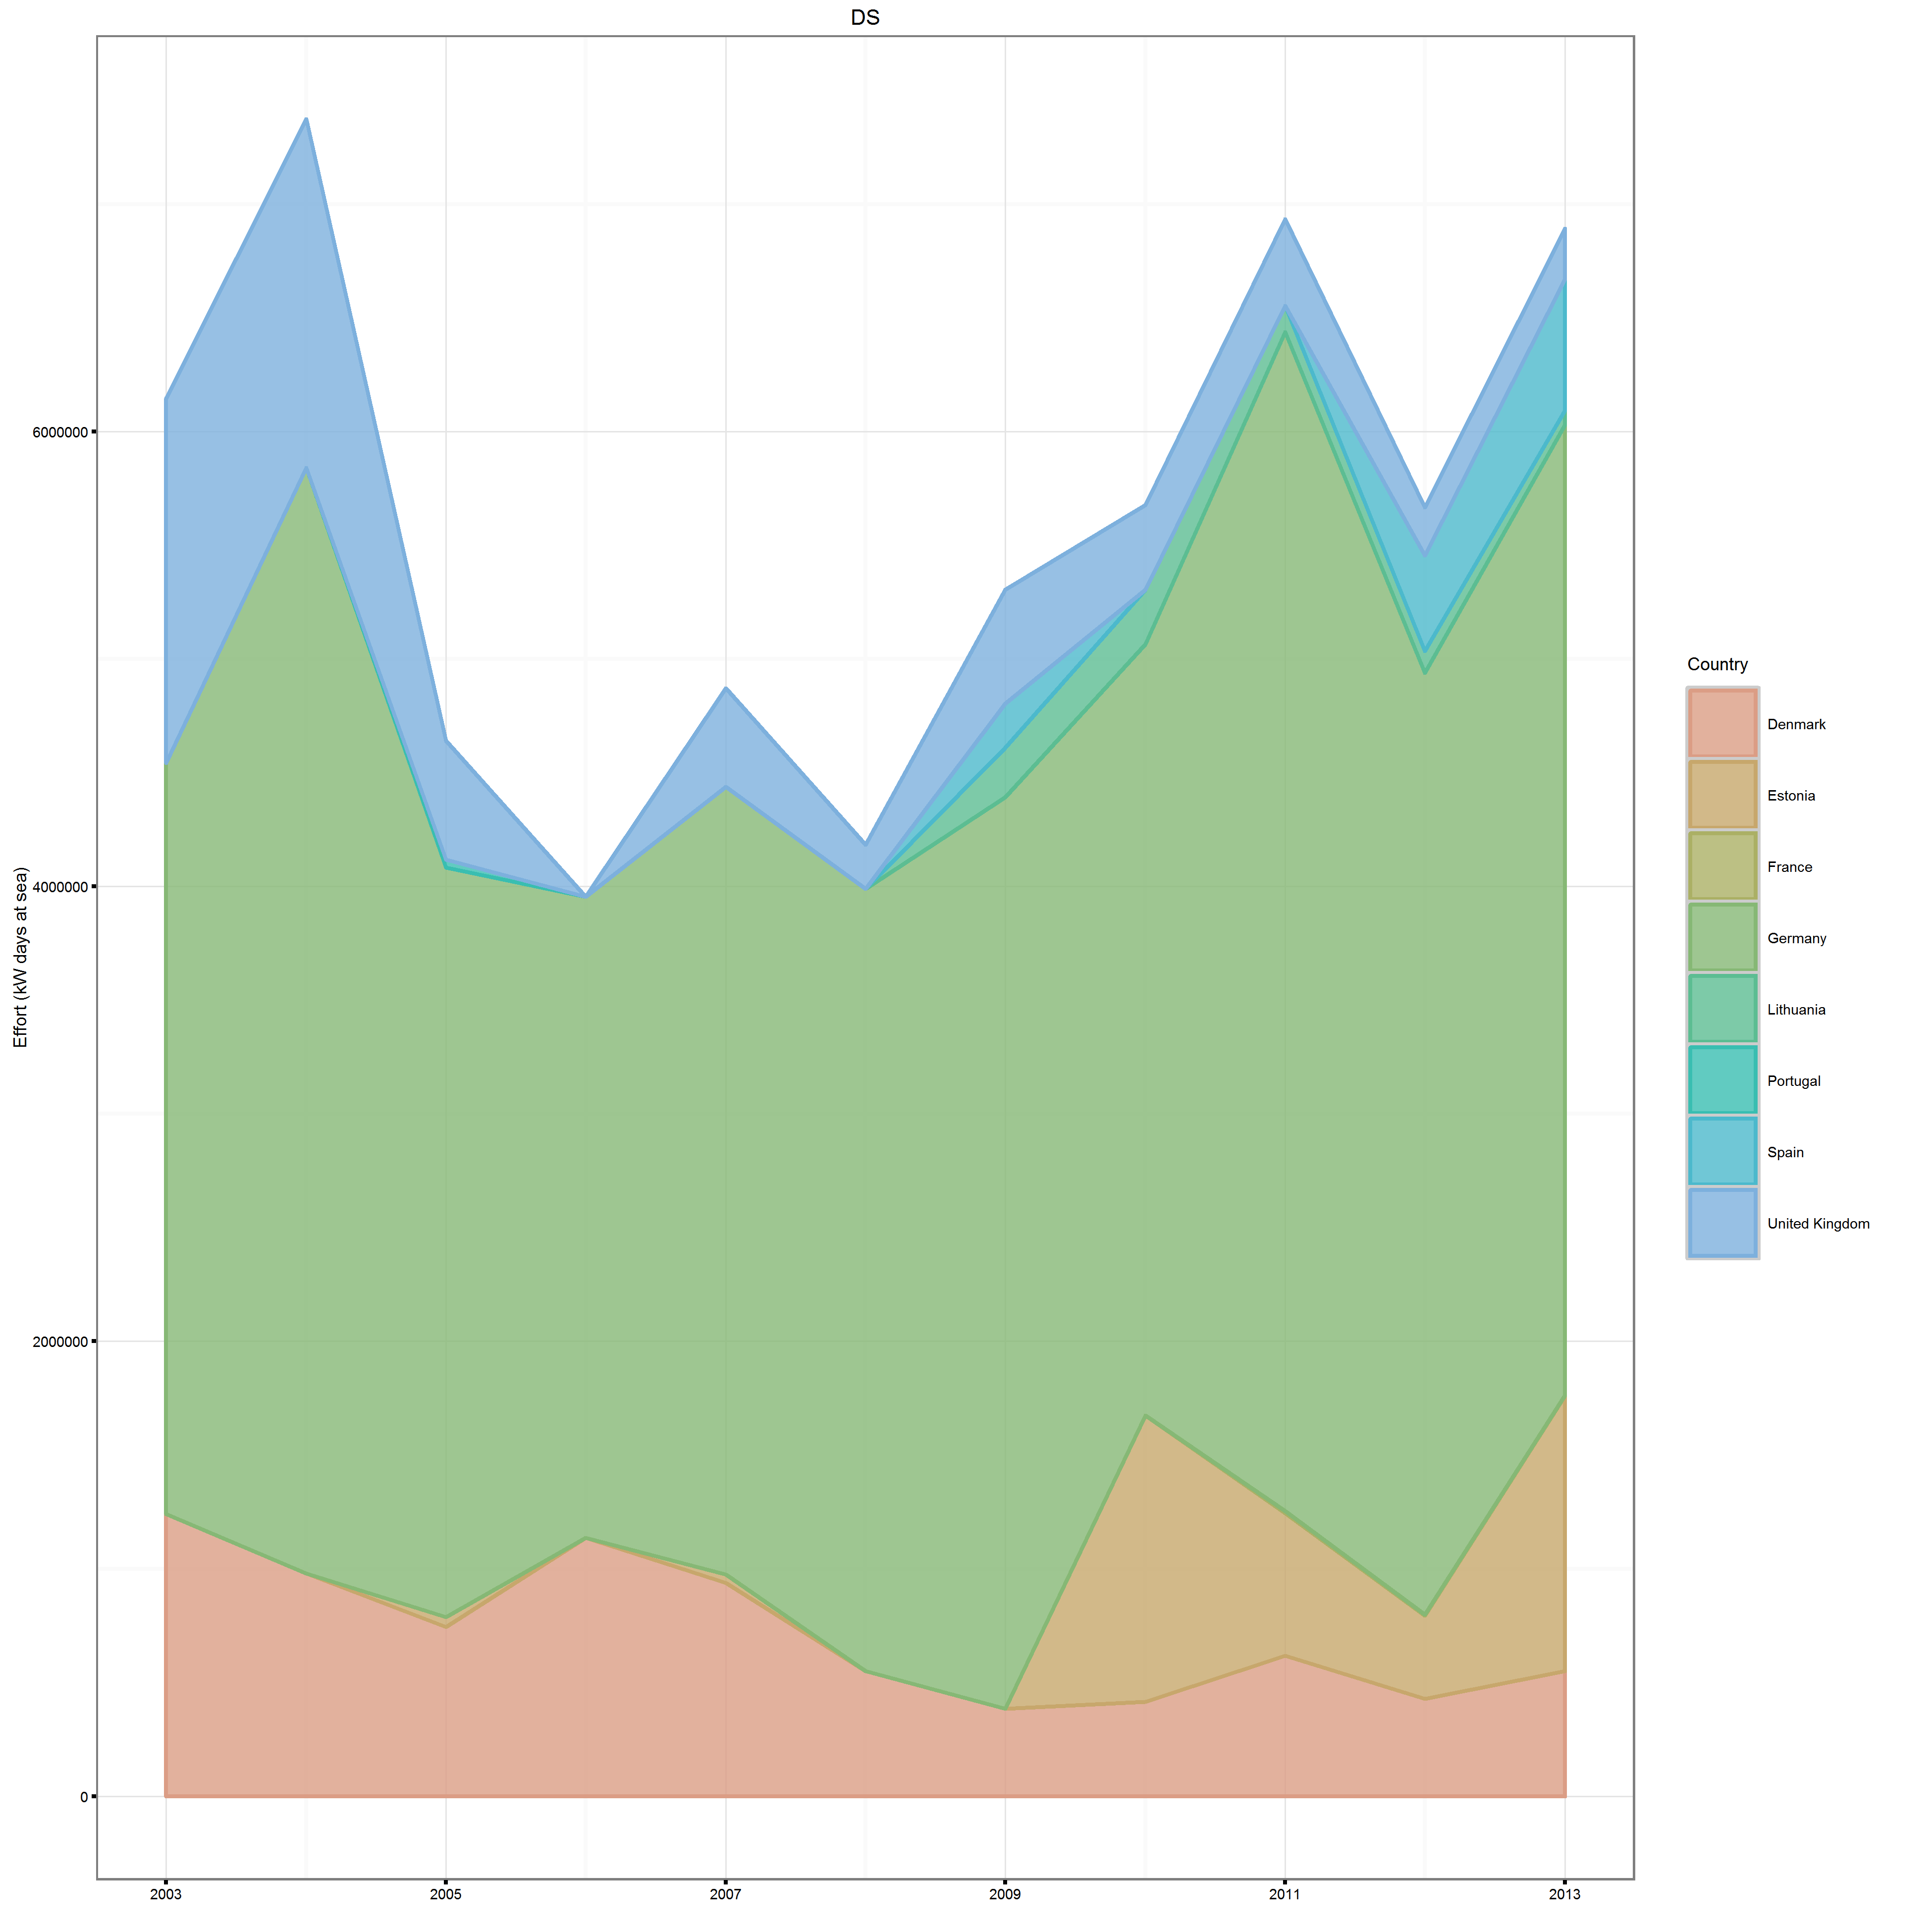 DS
Effort (kW days at sea)
6000000
4000000
2000000
0
2003
2005
2007
2009
2011
2013
Country
Denmark
Estonia
France
Germany
Lithuania
Portugal
Spain
United Kingdom